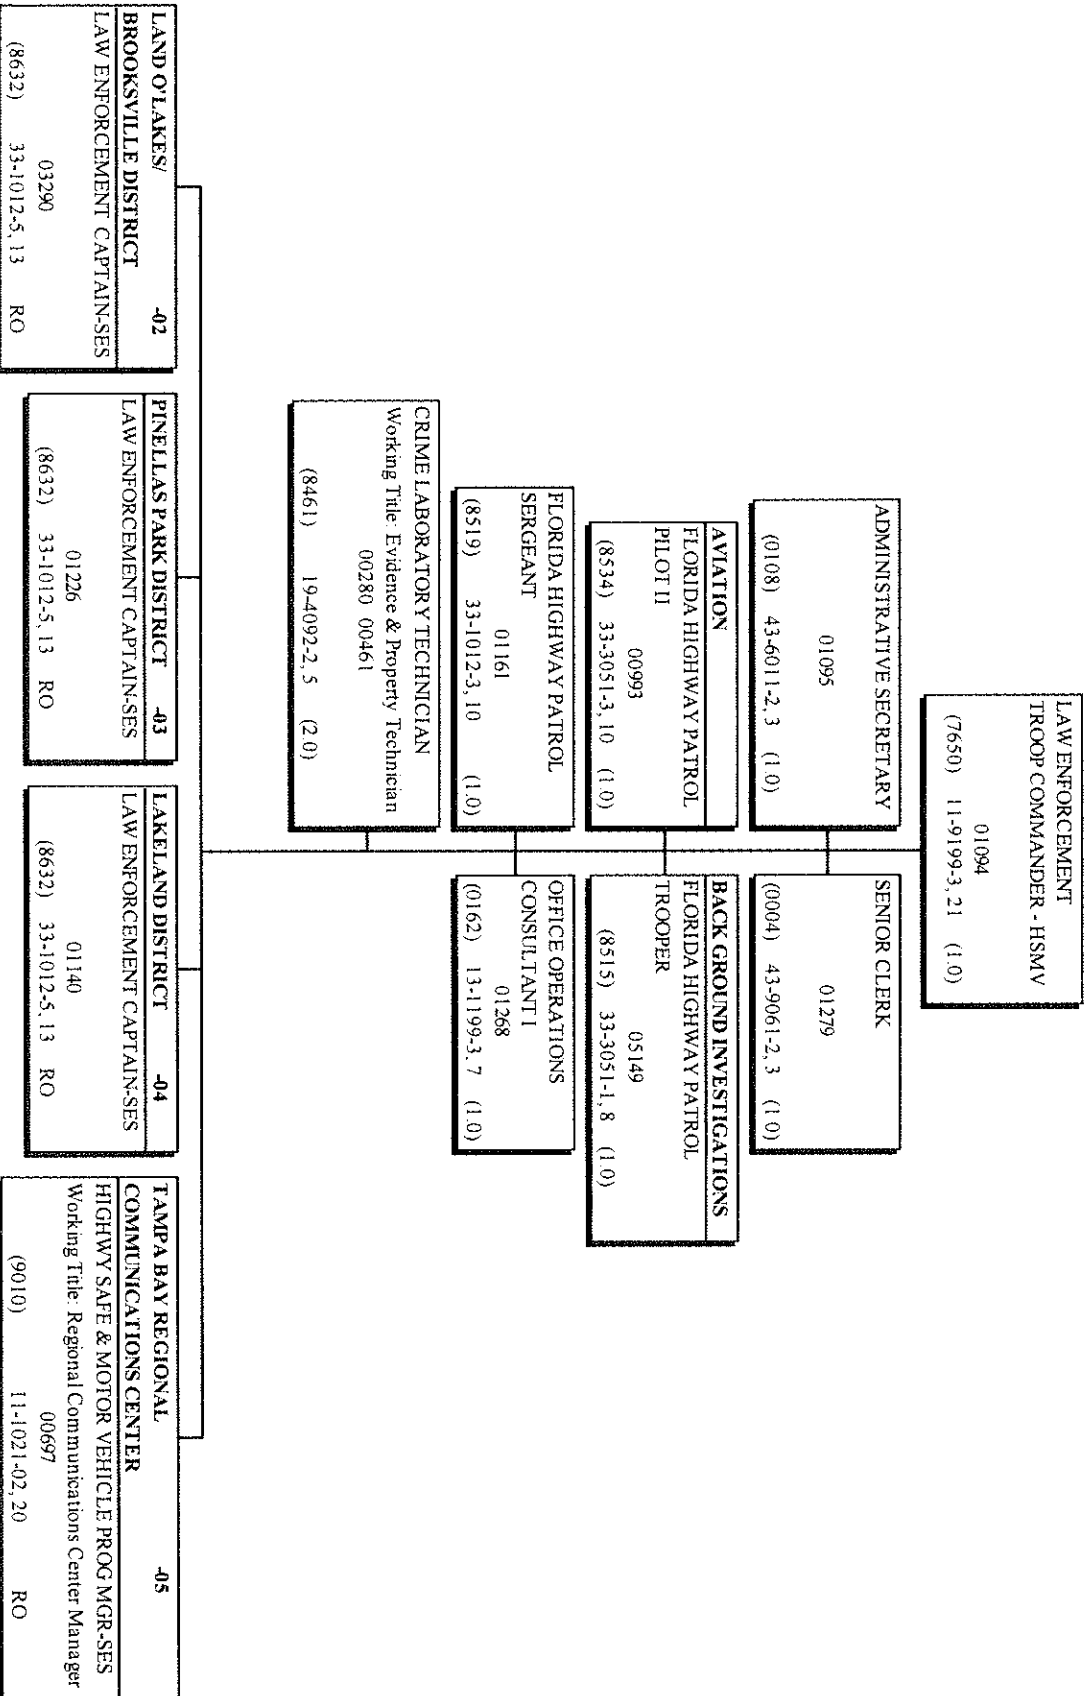 LAW ENFORCEMENT
TROOP COMMANDER - HSMV
01094
(7650) 11-9199-3, 21 (1.0)
ADMINISTRATIVE SECRETARY
01095
(0108) 43-6011-2, 3 (1.0)
SENIOR CLERK
01279
(0004) 43-9061-2, 3 (1.0)
AVIATION
FLORIDA HIGHWAY PATROL
PILOT II
00993
(8534) 33-3051-3, 10 (1.0)
BACK GROUND INVESTIGATIONS
FLORIDA HIGHWAY PATROL
TROOPER
05149
(8515) 33-3051-1, 8 (1.0)
FLORIDA HIGHWAY PATROL
SERGEANT
01161
(8519) 33-1012-3, 10 (1.0)
OFFICE OPERATIONS
CONSULTANT I
01268
(0162) 13-1199-3, 7 (1.0)
CRIME LABORATORY TECHNICIAN
Working Title: Evidence & Property Technician
00280 00461
(8461) 19-4092-2, 5 (2.0)
LAND O'LAKES/
BROOKSVILLE DISTRICT -02
LAW ENFORCEMENT CAPTAIN-SES
03290
(8632) 33-1012-5, 13 RO
PINELLAS PARK DISTRICT -03
LAW ENFORCEMENT CAPTAIN-SES
01226
(8632) 33-1012-5, 13 RO
LAKELAND DISTRICT -04
LAW ENFORCEMENT CAPTAIN-SES
01140
(8632) 33-1012-5, 13 RO
TAMPA BAY REGIONAL -05
COMMUNICATIONS CENTER
HIGHWY SAFE & MOTOR VEHICLE PROG MGR-SES
Working Title: Regional Communications Center Manager
00697
(9010) 11-1021-02, 20 RO